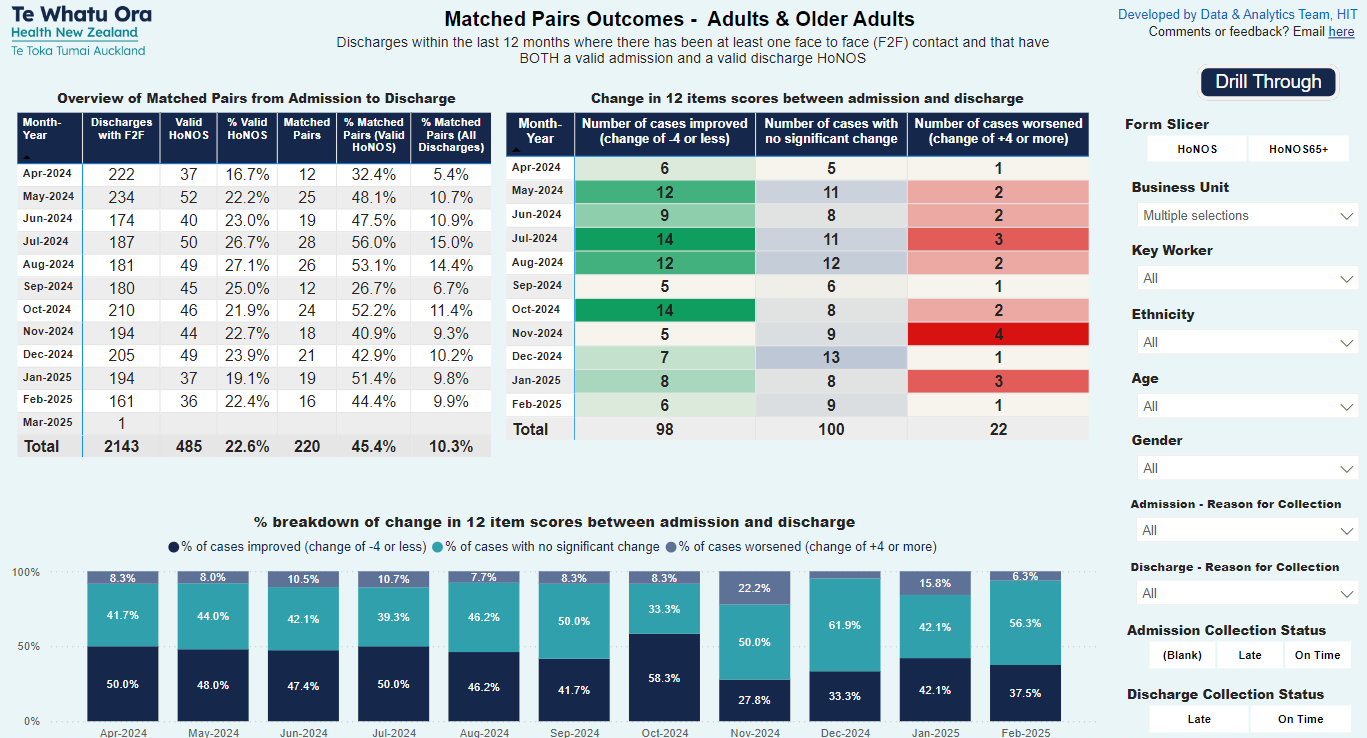 Te Whatu Ora
Health New Zealand
Te Toka Tumai Auckland
Matched Pairs Outcomes - Adults & Older Adults
Discharges within the last 12 months where there has been at least one face to face (F2F) contact and that have
BOTH a valid admission and a valid discharge HoNOS
Developed by Data & Analytics Team, HIT
Comments or feedback? Email here
Drill Through
Overview of Matched Pairs from Admission to Discharge
Month-Year Discharges with F2F Valid HoNOS % Valid HoNOS Matched Pairs % Matched Pairs (Valid HoNOS) % Matched Pairs (All Discharges)
Apr-2024 222 37 16.7% 12 32.4% 5.4%
May-2024 234 52 22.2% 25 48.1% 10.7%
Jun-2024 174 40 23.0% 19 47.5% 10.9%
Jul-2024 187 50 26.7% 28 56.0% 15.0%
Aug-2024 181 49 27.1% 26 53.1% 14.4%
Sep-2024 180 45 25.0% 12 26.7% 6.7%
Oct-2024 210 46 21.9% 24 52.2% 11.4%
Nov-2024 194 44 22.7% 18 40.9% 9.3%
Dec-2024 205 49 23.9% 21 42.9% 10.2%
Jan-2025 194 37 19.1% 19 51.4% 9.8%
Feb-2025 161 36 22.4% 16 44.4% 9.9%
Mar-2025 1
Total 2143 485 22.6% 220 45.4% 10.3%
Change in 12 items scores between admission and discharge
Month-Year Number of cases improved (change of -4 or less) Number of cases with no significant change Number of cases worsened (change of +4 or more)
Apr-2024 6 5 1
May-2024 12 11 2
Jun-2024 9 8 2
Jul-2024 14 11 3
Aug-2024 12 12 2
Sep-2024 5 6 1
Oct-2024 14 8 2
Nov-2024 5 9 4
Dec-2024 7 13 1
Jan-2025 8 8 3
Feb-2025 6 9 1
Total 98 100 22
Form Slicer
HoNOS HoNOS65+
Business Unit
Multiple selections
Key Worker
All
Ethnicity
All
Age
All
Gender
All
Admission - Reason for Collection
All
Discharge - Reason for Collection
All
Admission Collection Status
(Blank) Late On Time
Discharge Collection Status
Late On Time
% breakdown of change in 12 item scores between admission and discharge
% of cases improved (change of -4 or less) % of cases with no significant change % of cases worsened (change of +4 or more)
100%
50%
0%
8.3% 8.0% 10.5% 10.7% 7.7% 8.3% 8.3% 22.2% 15.8% 6.3%
41.7% 44.0% 42.1% 39.3% 46.2% 50.0% 33.3% 50.0% 61.9% 42.1% 56.3%
50.0% 48.0% 47.4% 50.0% 46.2% 41.7% 58.3% 27.8% 33.3% 42.1% 37.5%
Apr-2024 May-2024 Jun-2024 Jul-2024 Aug-2024 Sep-2024 Oct-2024 Nov-2024 Dec-2024 Jan-2025 Feb-2025